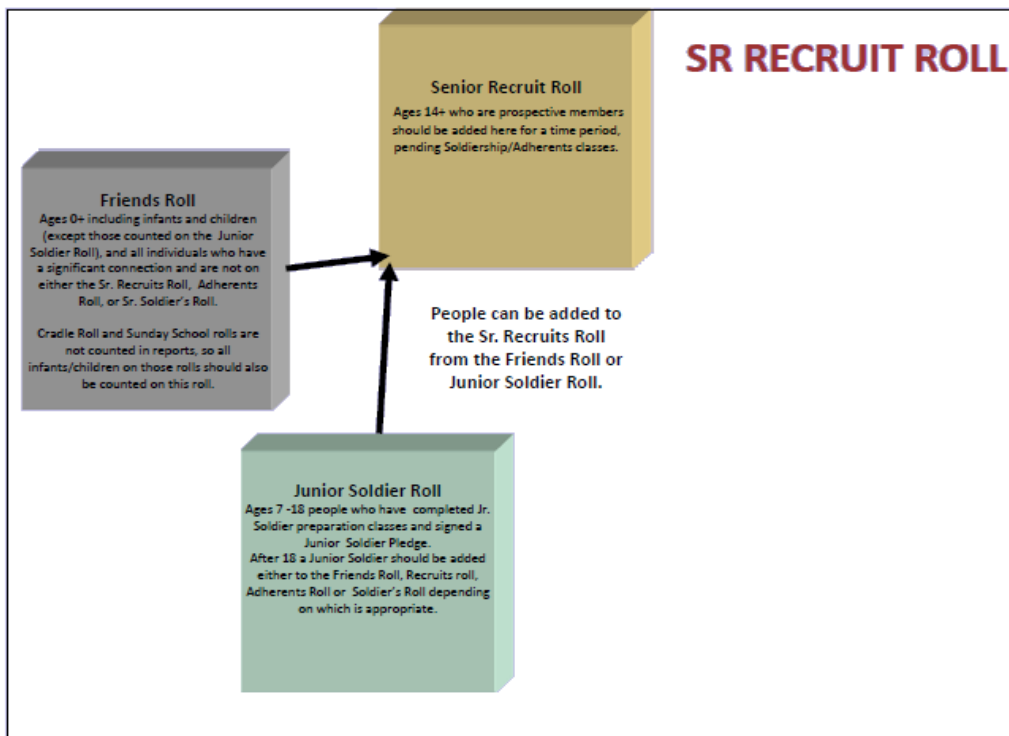 SR RECRUIT ROLL
Senior Recruit Roll
Ages 14+ who are prospective members
should be added here for a time period,
pending Soldiership/Adherents classes.
Friends Roll
Ages 0+ including infants and children
(except those counted on the Junior
Soldier Roll), and all individuals who have
a significant connection and are not on
either the Sr. Recruits Roll, Adherents
Roll, or Sr. Soldier's Roll.
Cradle Roll and Sunday School rolls are
not counted in reports, so all
infants/children on those rolls should also
be counted on this roll.
People can be added to
the Sr. Recruits Roll
from the Friends Roll or
Junior Soldier Roll.
Junior Soldier Roll
Ages 7 -18 people who have completed Jr.
Soldier preparation classes and signed a
Junior Soldier Pledge.
After 18 a Junior Soldier should be added
either to the Friends Roll, Recruits roll,
Adherents Roll or Soldier's Roll depending
on which is appropriate.